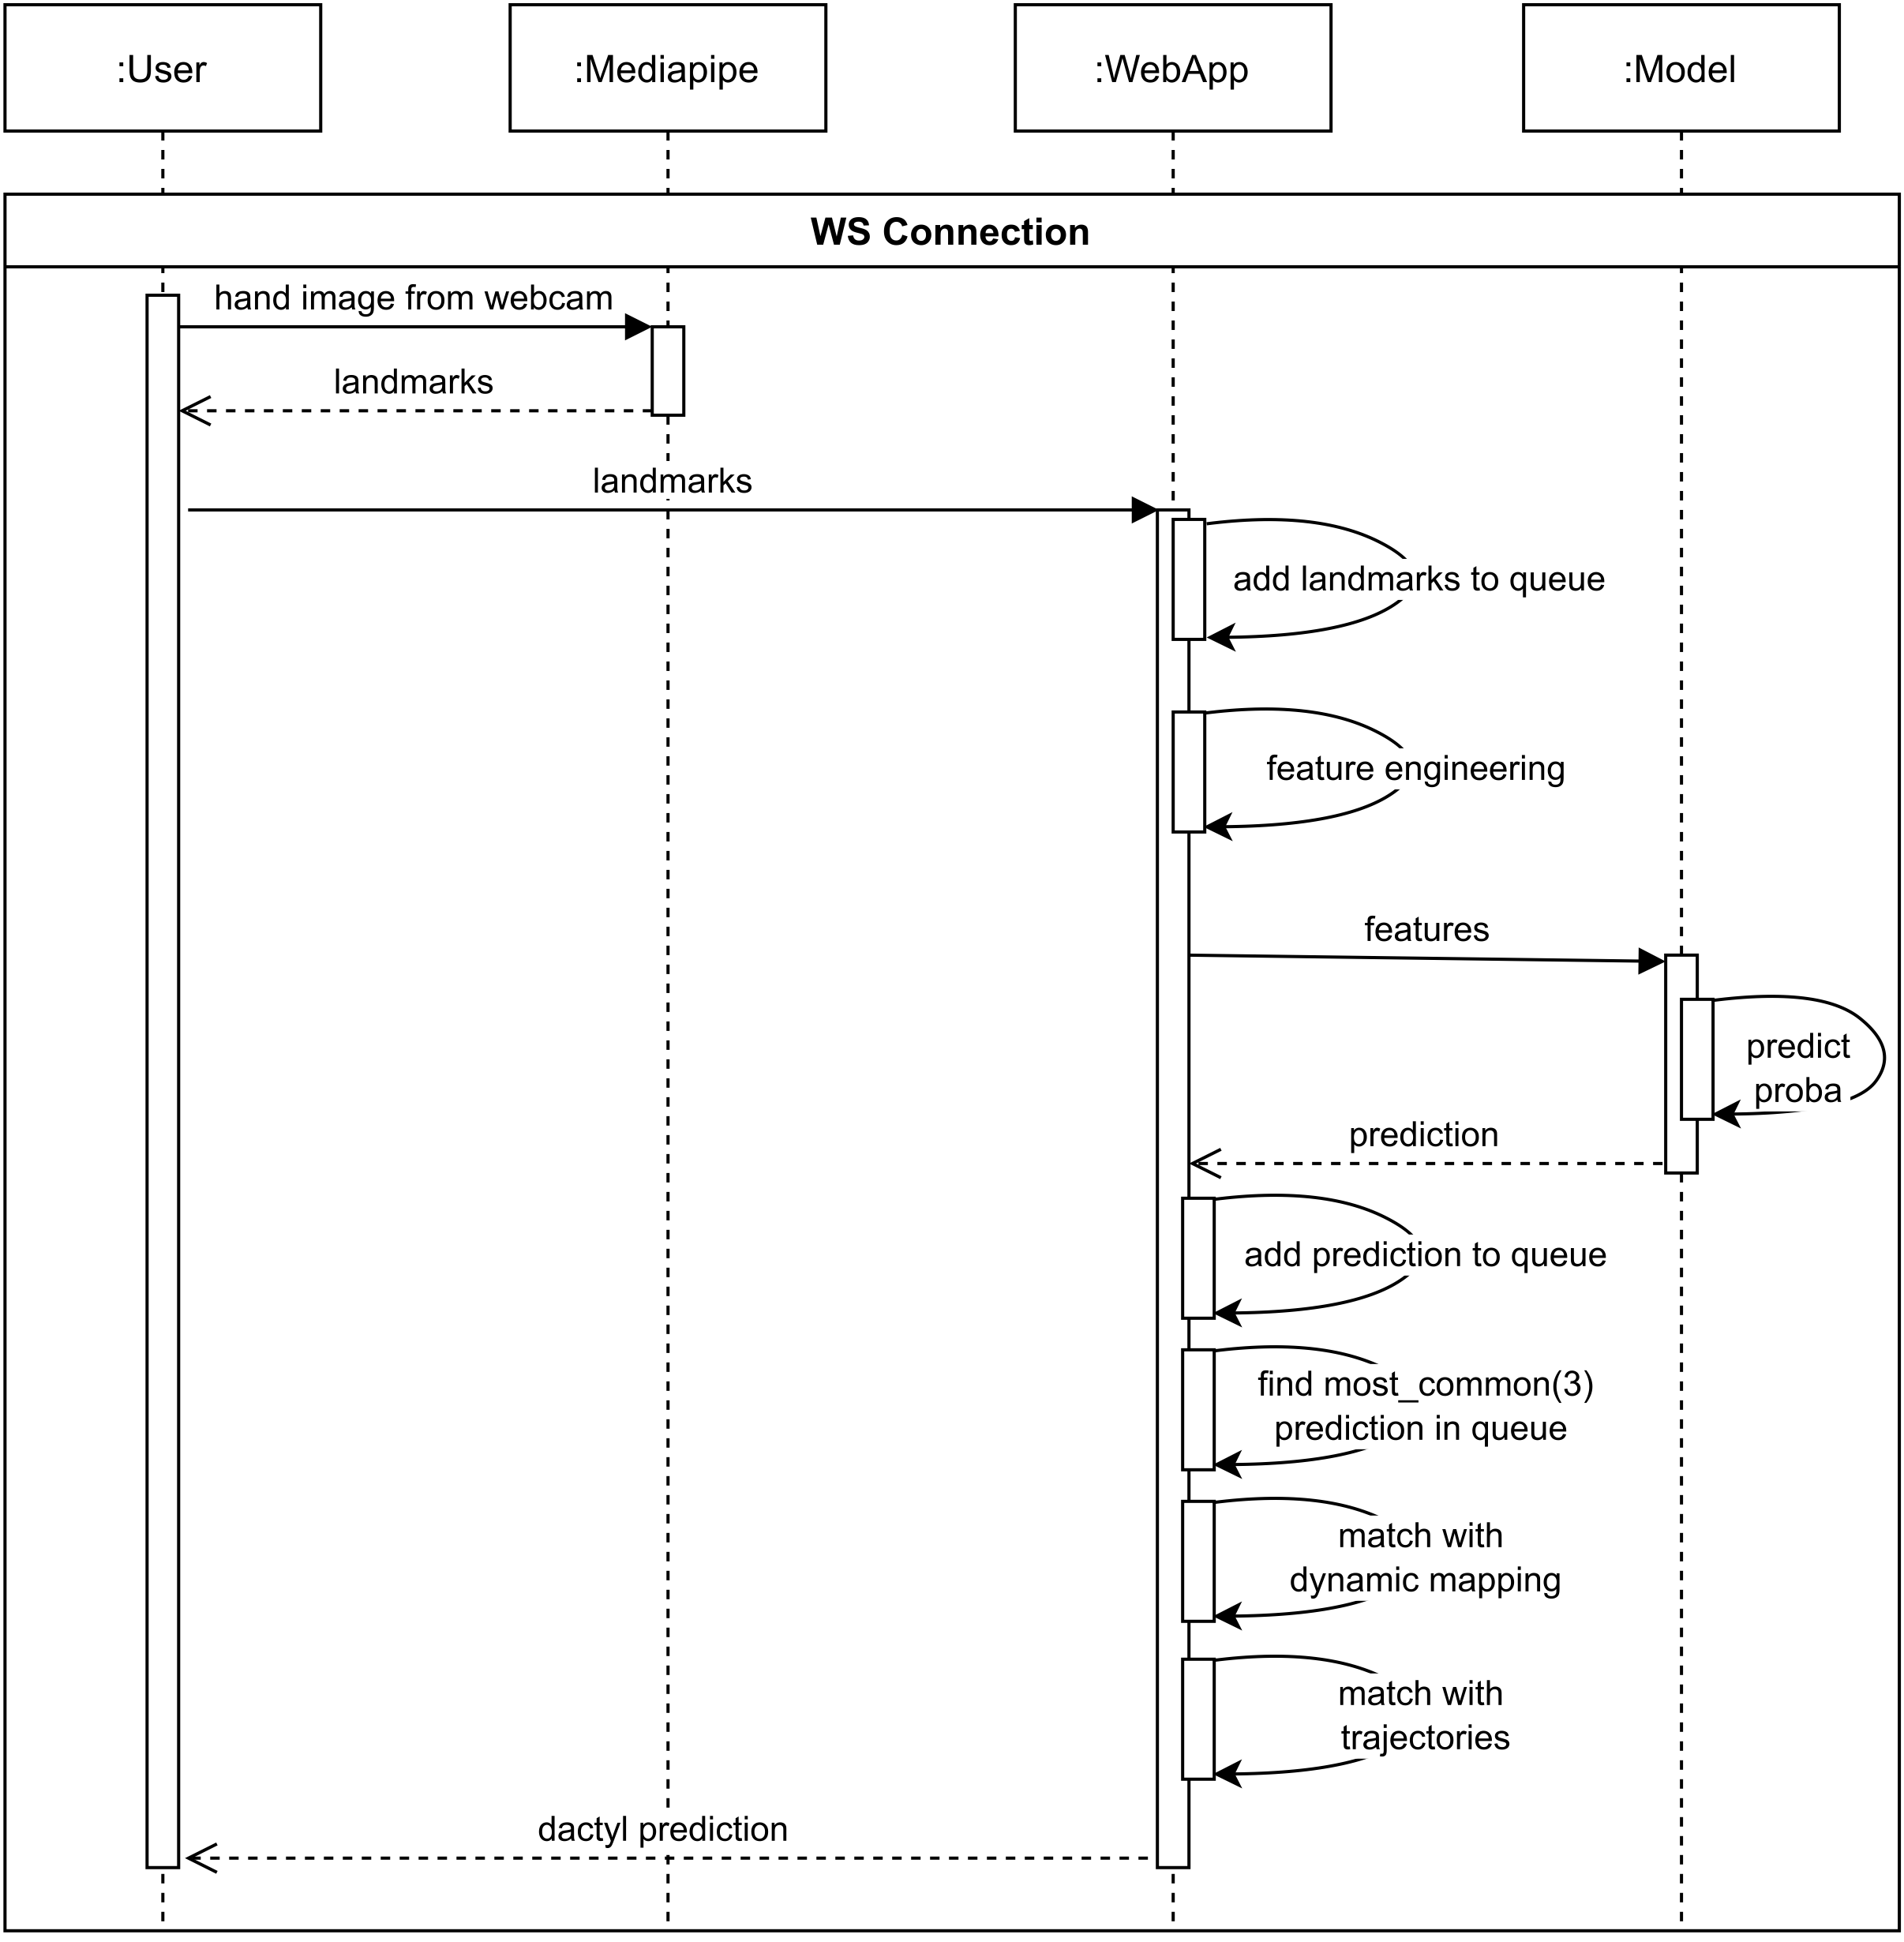 :User
:Mediapipe
:WebApp
:Model
WS Connection
hand image from webcam
landmarks
landmarks
add landmarks to queue
feature engineering
features
predict
proba
prediction
add prediction to queue
find most_common(3)
prediction in queue
match with
dynamic mapping
match with
trajectories
dactyl prediction